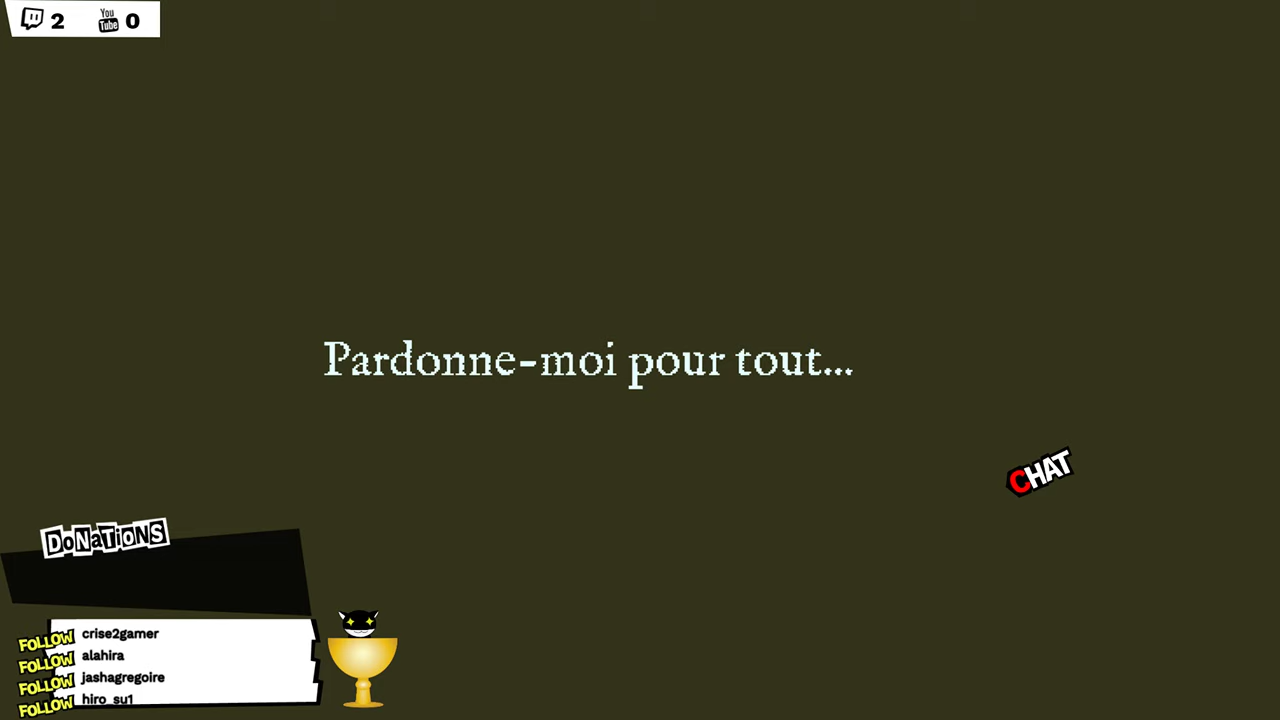 2
You Tube 0
Pardonne-moi pour tout...
CHAT
DoNaTiONS
FOLLOW crise2gamer
FOLLOW alahira
FOLLOW jashagregoire
FOLLOW hiro_su1